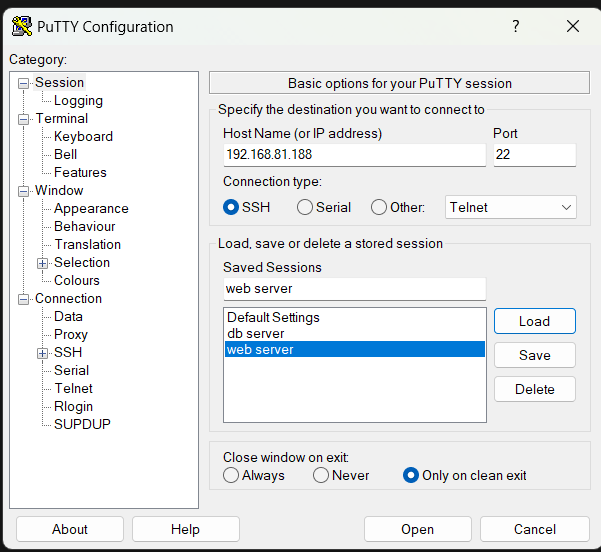 PuTTY Configuration
?
Category:
Session
Logging
Terminal
Keyboard
Bell
Features
Window
Appearance
Behaviour
Translation
Selection
Colours
Connection
Data
Proxy
SSH
Serial
Telnet
Rlogin
SUPDUP
Basic options for your PuTTY session
Specify the destination you want to connect to
Host Name (or IP address) Port
192.168.81.188 22
Connection type:
SSH Serial Other: Telnet
Load, save or delete a stored session
Saved Sessions
web server
Default Settings
db server
web server
Load
Save
Delete
Close window on exit:
Always Never Only on clean exit
About Help Open Cancel